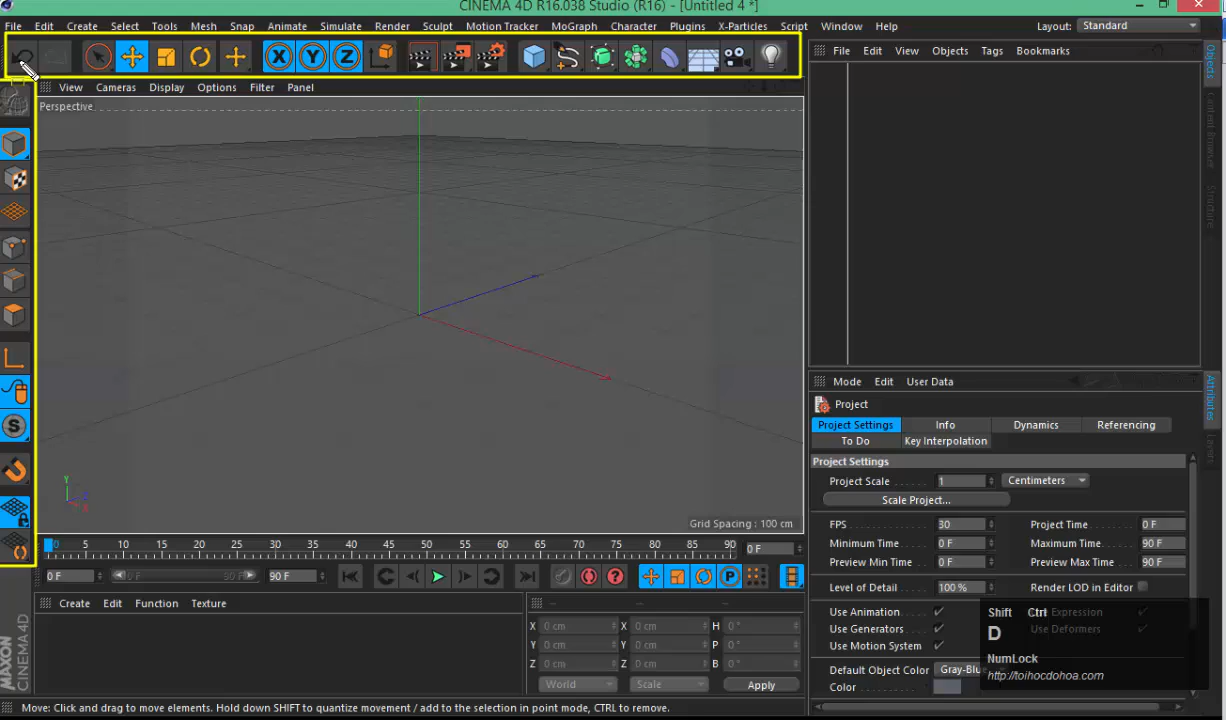 CINEMA 4D R16.038 Studio (R16) - [Untitled 4 *]
File Edit Create Select Tools Mesh Snap Animate Simulate Render Sculpt Motion Tracker MoGraph Character Plugins X-Particles Script Window Help Layout: Standard
X Y Z
File Edit View Objects Tags Bookmarks
Objects
Content Browser
Structure
View Cameras Display Options Filter Panel
Perspective
Y
Z
X
S
Grid Spacing : 100 cm
Mode Edit User Data
Attributes
Layers
Project
Project Settings Info Dynamics Referencing
To Do Key Interpolation
Project Settings
Project Scale 1 Centimeters
Scale Project...
FPS 30 Project Time 0 F
Minimum Time 0 F Maximum Time 90 F
Preview Min Time 0 F Preview Max Time 90 F
Level of Detail 100 % Render LOD in Editor
Use Animation Expression
Use Generators Use Deformers
Use Motion System
Default Object Color Gray-Blue
Color
0 5 10 15 20 25 30 35 40 45 50 55 60 65 70 75 80 85 90 0 F
0 F 0 F 90 F 90 F
P
Create Edit Function Texture
-- -- --
X 0 cm X 0 cm H 0 °
Y 0 cm Y 0 cm P 0 °
Z 0 cm Z 0 cm B 0 °
World Scale Apply
MAXON
CINEMA 4D
Shift Ctrl
D
NumLock
http://toihocdohoa.com
Move: Click and drag to move elements. Hold down SHIFT to quantize movement / add to the selection in point mode, CTRL to remove.